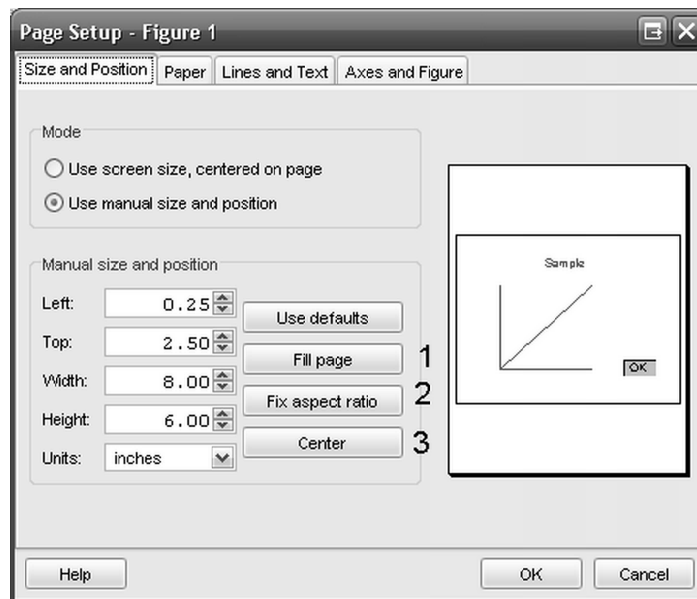 Page Setup - Figure 1
Size and Position Paper Lines and Text Axes and Figure
Mode
Use screen size, centered on page
Use manual size and position
Manual size and position
Left: 0.25
Use defaults
Top: 2.50
Fill page 1
Width: 8.00
Fix aspect ratio 2
Height: 6.00
Center 3
Units: inches
Sample
OK
Help OK Cancel